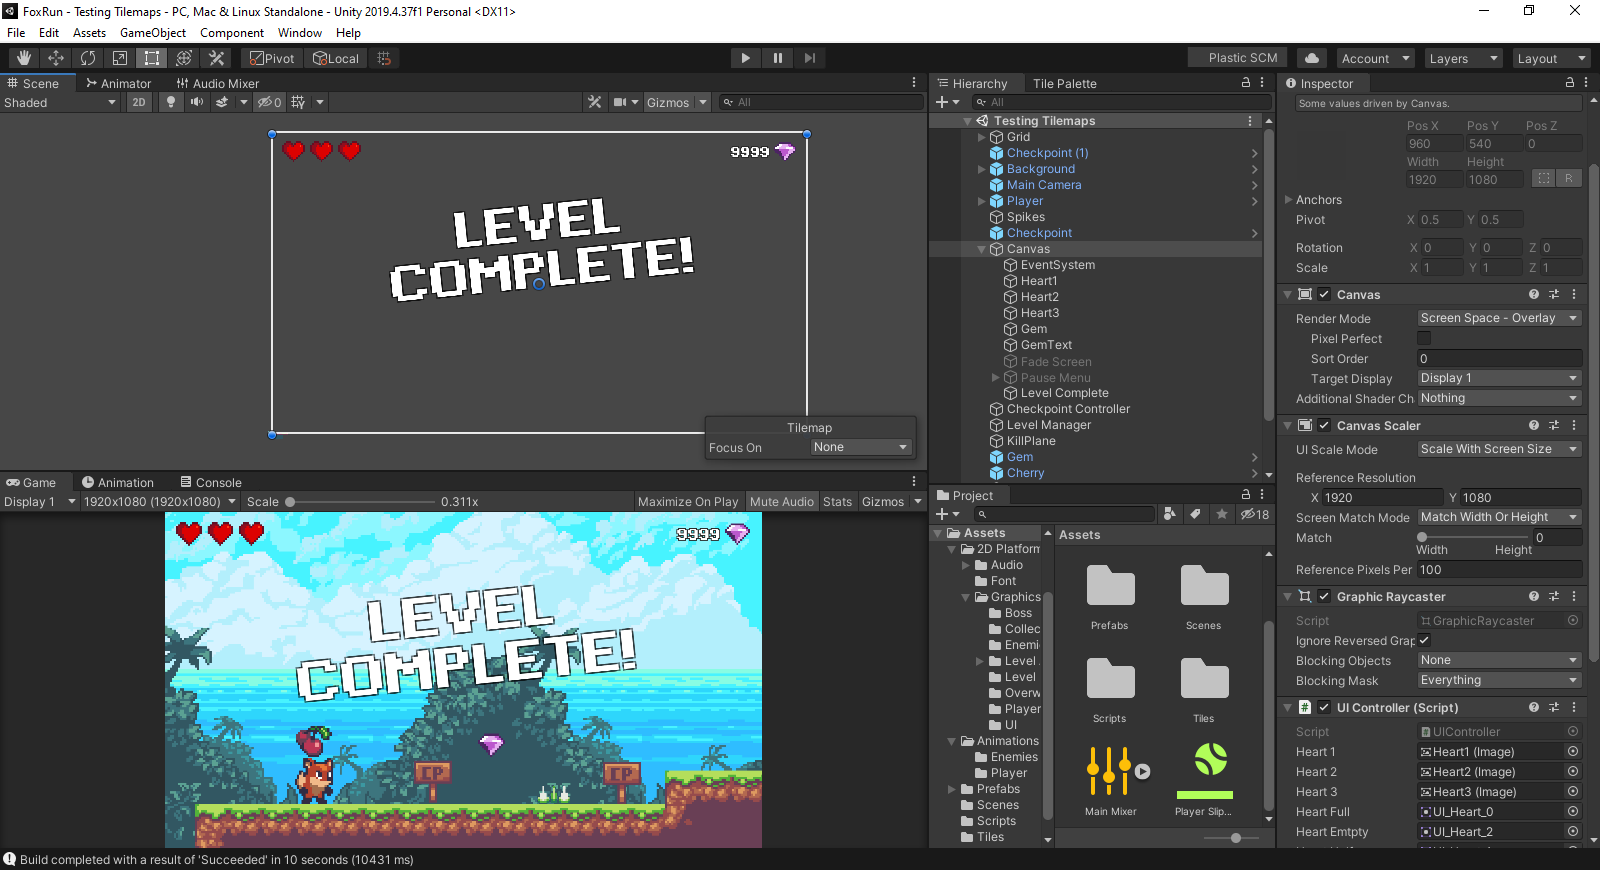 FoxRun - Testing Tilemaps - PC, Mac & Linux Standalone - Unity 2019.4.37f1 Personal <DX11>
File Edit Assets GameObject Component Window Help
Pivot Local
Plastic SCM Account Layers Layout
Scene Animator Audio Mixer
Shaded 2D 0 Gizmos All
9999
LEVEL
COMPLETE!
Tilemap
Focus On None
Game Animation Console
Display 1 1920x1080 (1920x1080) Scale 0.311x Maximize On Play Mute Audio Stats Gizmos
9999
LEVEL
COMPLETE!
CP CP
Hierarchy Tile Palette
All
Testing Tilemaps
Grid
Checkpoint (1)
Background
Main Camera
Player
Spikes
Checkpoint
Canvas
EventSystem
Heart1
Heart2
Heart3
Gem
GemText
Fade Screen
Pause Menu
Level Complete
Checkpoint Controller
Level Manager
KillPlane
Gem
Cherry
Project
18
Assets
2D Platform
Audio
Font
Graphics
Boss
Collec
Enemi
Level
Level
Overw
Player
UI
Animations
Enemies
Player
Prefabs
Scenes
Scripts
Tiles
Assets
Prefabs Scenes
Scripts Tiles
Main Mixer Player Slip...
Inspector
Some values driven by Canvas.
Pos X Pos Y Pos Z
960 540 0
Width Height
1920 1080 R
Anchors
Pivot X 0.5 Y 0.5
Rotation X 0 Y 0 Z 0
Scale X 1 Y 1 Z 1
Canvas
Render Mode Screen Space - Overlay
Pixel Perfect
Sort Order 0
Target Display Display 1
Additional Shader Ch Nothing
Canvas Scaler
UI Scale Mode Scale With Screen Size
Reference Resolution
X 1920 Y 1080
Screen Match Mode Match Width Or Height
Match 0
Width Height
Reference Pixels Per 100
Graphic Raycaster
Script GraphicRaycaster
Ignore Reversed Grap
Blocking Objects None
Blocking Mask Everything
# UI Controller (Script)
Script UIController
Heart 1 Heart1 (Image)
Heart 2 Heart2 (Image)
Heart 3 Heart3 (Image)
Heart Full UI_Heart_0
Heart Emtpty UI_Heart_2
Build completed with a result of 'Succeeded' in 10 seconds (10431 ms)